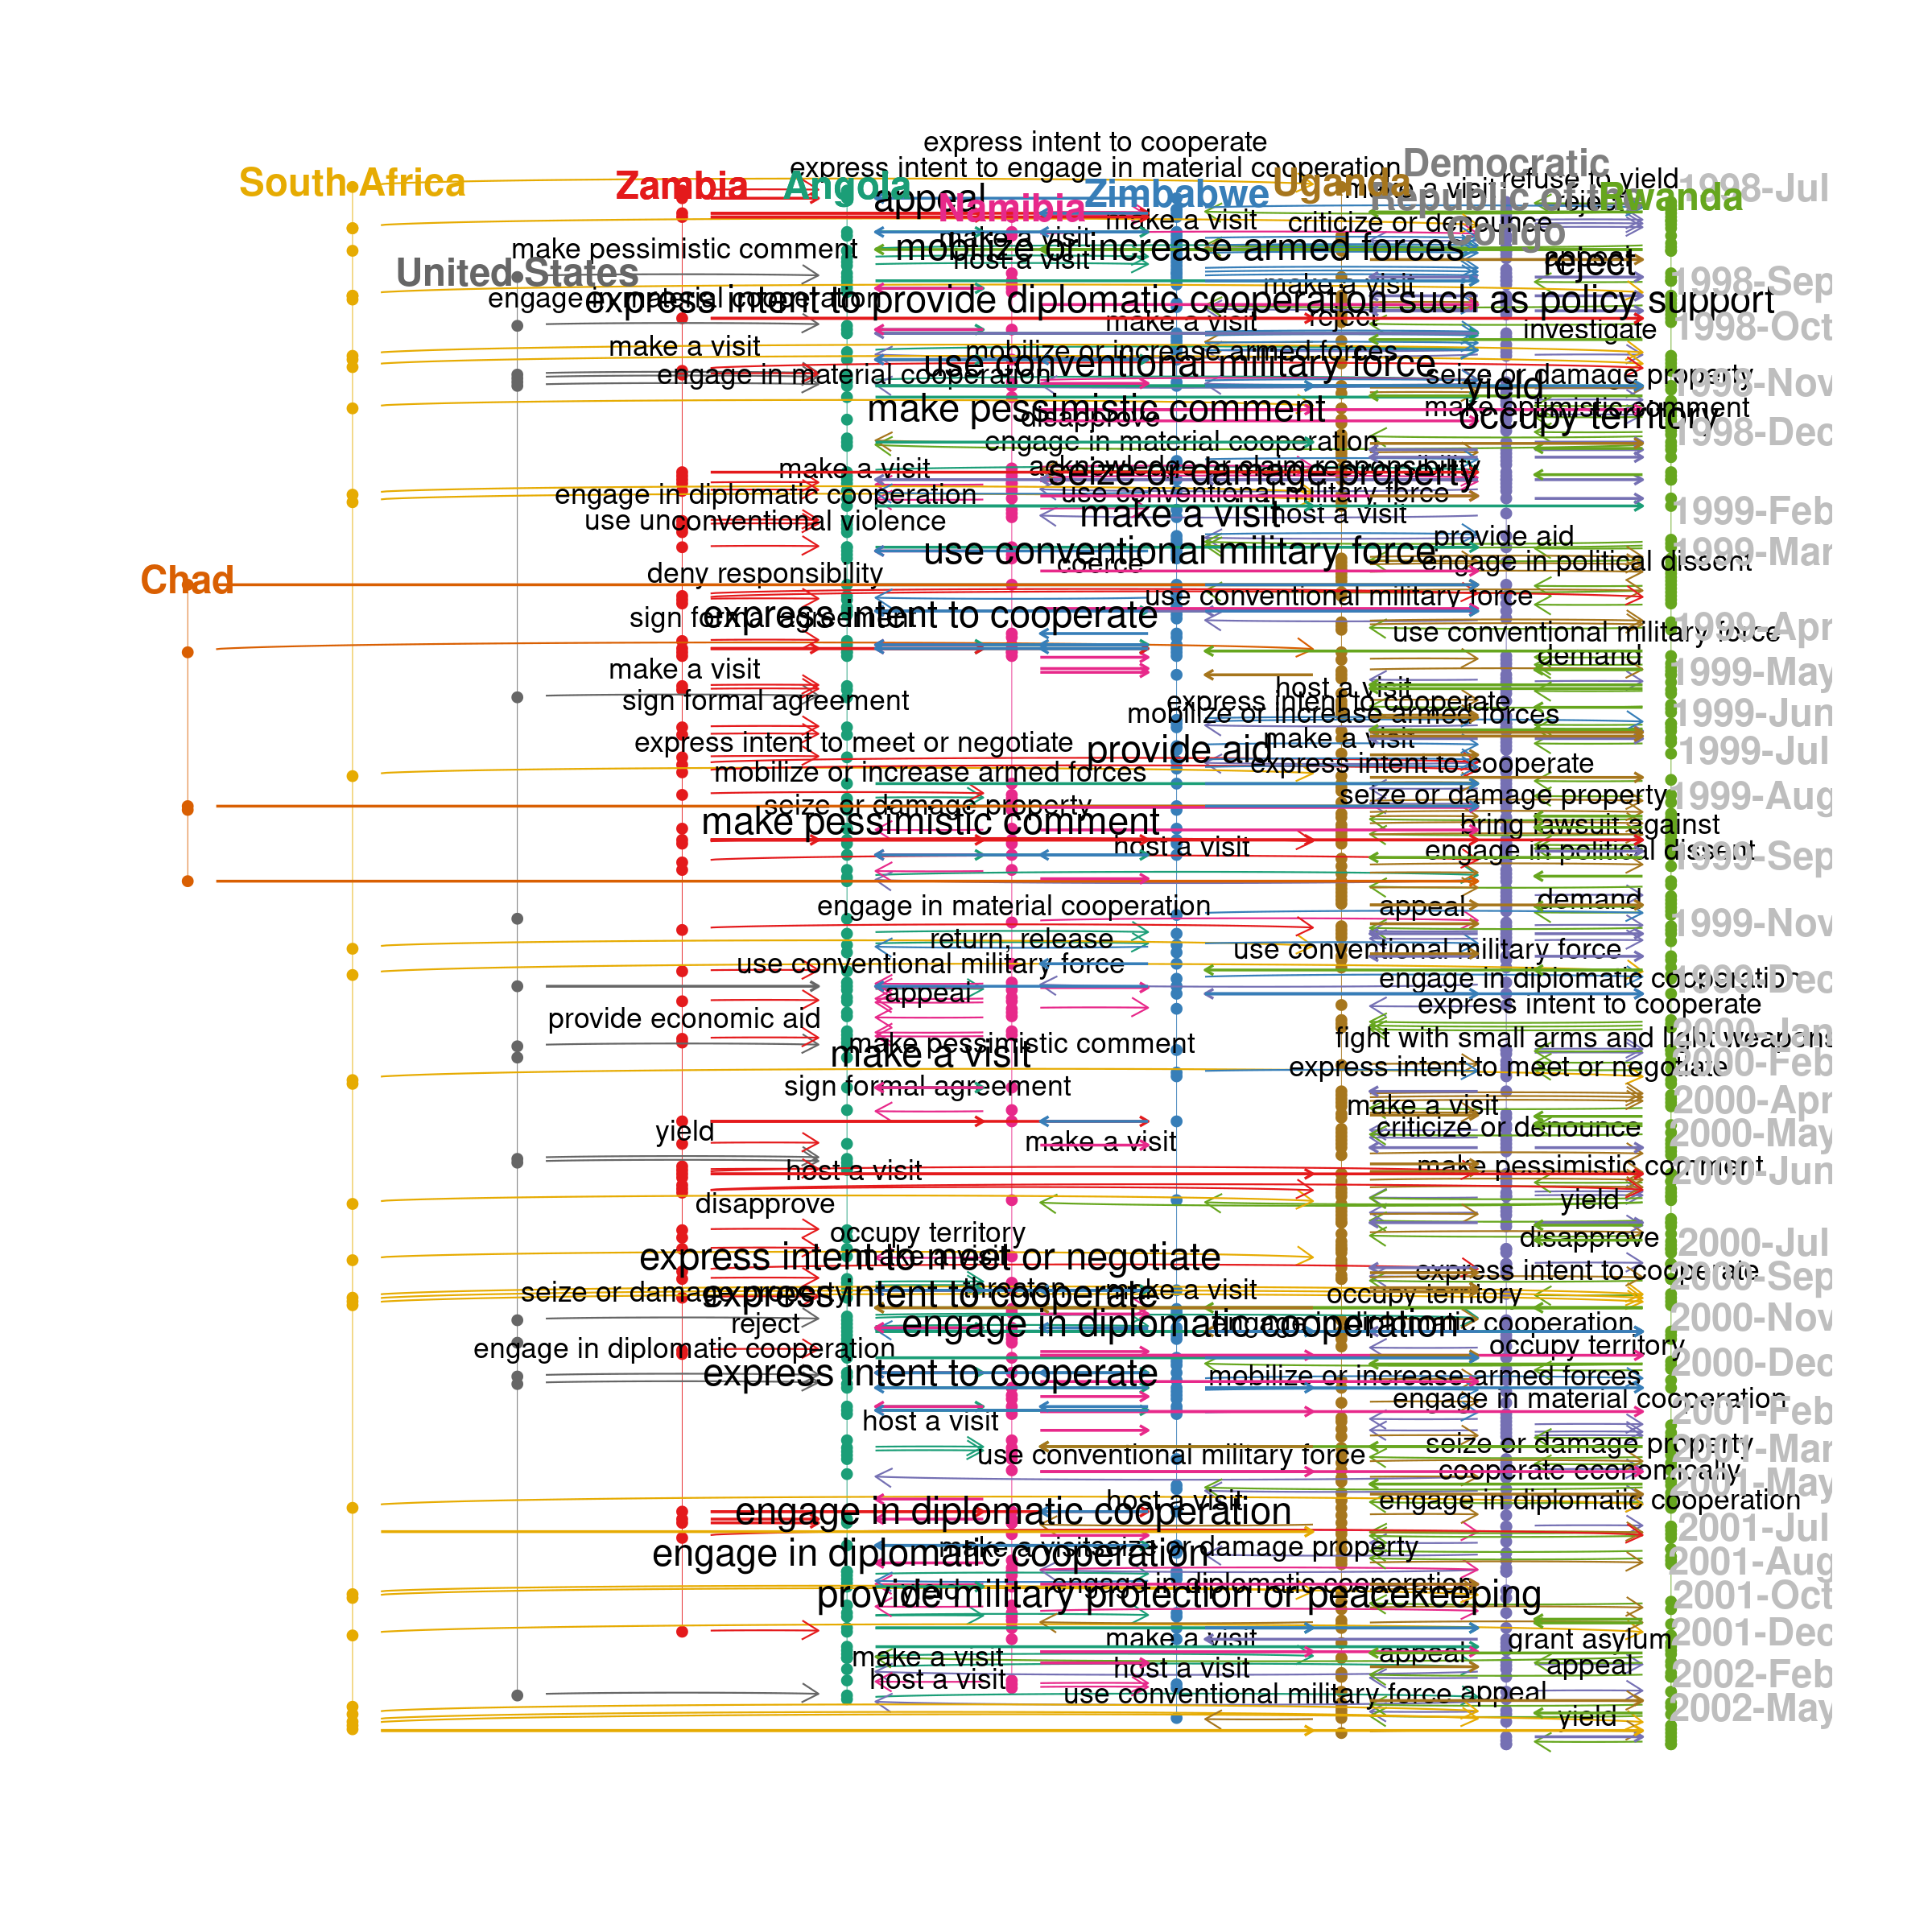 express intent to cooperate
express intent to engage in material cooperation
Democratic
Republic of the
Congo
South Africa
Zambia
Angola
Namibia
Zimbabwe
Uganda
Rwanda
refuse to yield
make a visit
reject
1998-Jul
appeal
make a visit
criticize or denounce
make a visit
make pessimistic comment
mobilize or increase armed forces
host a visit
appeal
reject
United States
1998-Sep
make a visit
engage in material cooperation
express intent to provide diplomatic cooperation such as policy support
make a visit
reject
investigate
1998-Oct
make a visit
mobilize or increase armed forces
use conventional military force
engage in material cooperation
seize or damage property
1998-Nov
yield
make pessimistic comment
make optimistic comment
disapprove
occupy territory
1998-Dec
engage in material cooperation
make a visit
acknowledge or claim responsibility
seize or damage property
engage in diplomatic cooperation
use conventional military force
use unconventional violence
make a visit
host a visit
1999-Feb
provide aid
use conventional military force
1999-Mar
coerce
engage in political dissent
Chad
deny responsibility
use conventional military force
sign formal agreement
express intent to cooperate
1999-Apr
use conventional military force
demand
make a visit
1999-May
host a visit
sign formal agreement
express intent to cooperate
mobilize or increase armed forces
1999-Jun
express intent to meet or negotiate
make a visit
provide aid
1999-Jul
express intent to cooperate
mobilize or increase armed forces
seize or damage property
1999-Aug
seize or damage property
make pessimistic comment
bring lawsuit against
host a visit
engage in political dissent
1999-Sep
demand
engage in material cooperation
appeal
1999-Nov
return, release
use conventional military force
use conventional military force
engage in diplomatic cooperation
1999-Dec
appeal
express intent to cooperate
provide economic aid
2000-Jan
fight with small arms and light weapons
make pessimistic comment
make a visit
2000-Feb
express intent to meet or negotiate
sign formal agreement
make a visit
2000-Apr
criticize or denounce
yield
make a visit
2000-May
host a visit
make pessimistic comment
2000-Jun
disapprove
yield
occupy territory
disapprove
2000-Jul
express intent to meet or negotiate
make a visit
express intent to cooperate
2000-Sep
seize or damage property
express intent to cooperate
threaten
make a visit
occupy territory
reject
engage in diplomatic cooperation
engage in diplomatic cooperation
2000-Nov
engage in diplomatic cooperation
occupy territory
2000-Dec
express intent to cooperate
mobilize or increase armed forces
engage in material cooperation
2001-Feb
host a visit
seize or damage property
2001-Mar
use conventional military force
cooperate economically
2001-May
host a visit
engage in diplomatic cooperation
engage in diplomatic cooperation
2001-Jul
make a visit
seize or damage property
engage in diplomatic cooperation
2001-Aug
engage in diplomatic cooperation
yield
provide military protection or peacekeeping
2001-Oct
make a visit
grant asylum
2001-Dec
appeal
make a visit
host a visit
appeal
2002-Feb
host a visit
use conventional military force
appeal
2002-May
yield